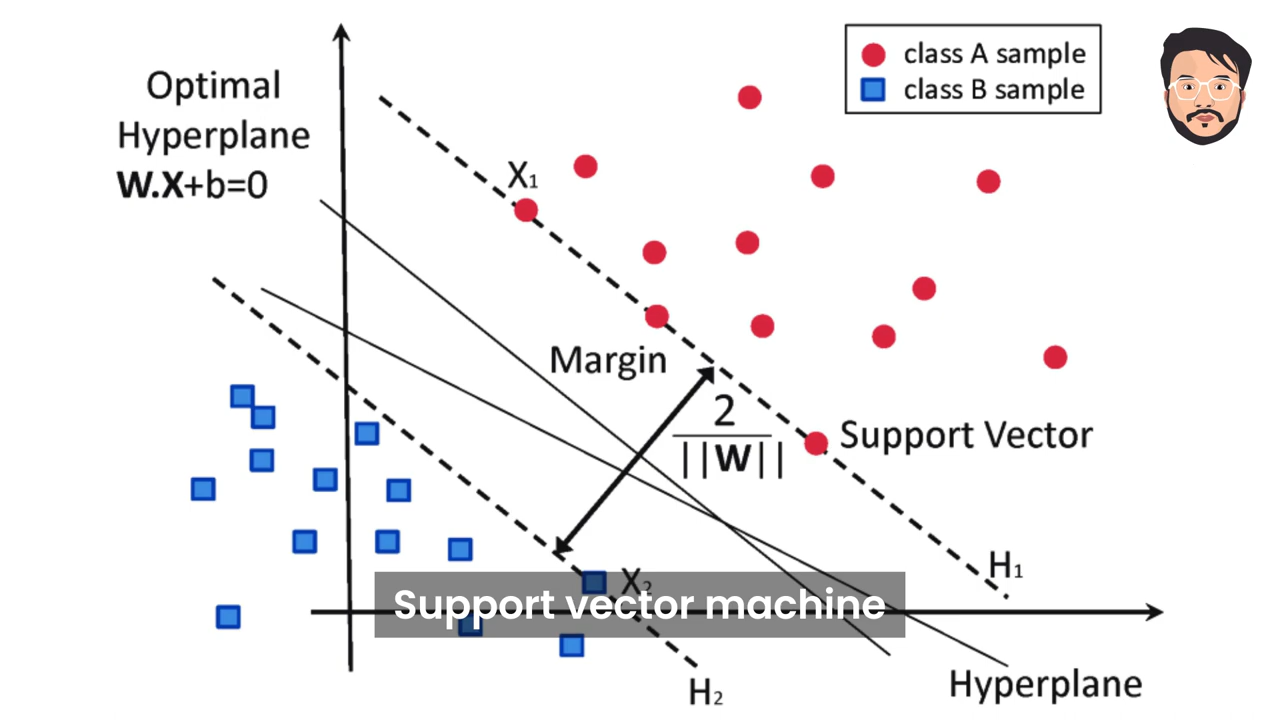 Optimal
Hyperplane
W.X+b=0
class A sample
class B sample
X₁
Margin
2
||W||
Support Vector
H₁
X₂
Support vector machine
H₂
Hyperplane